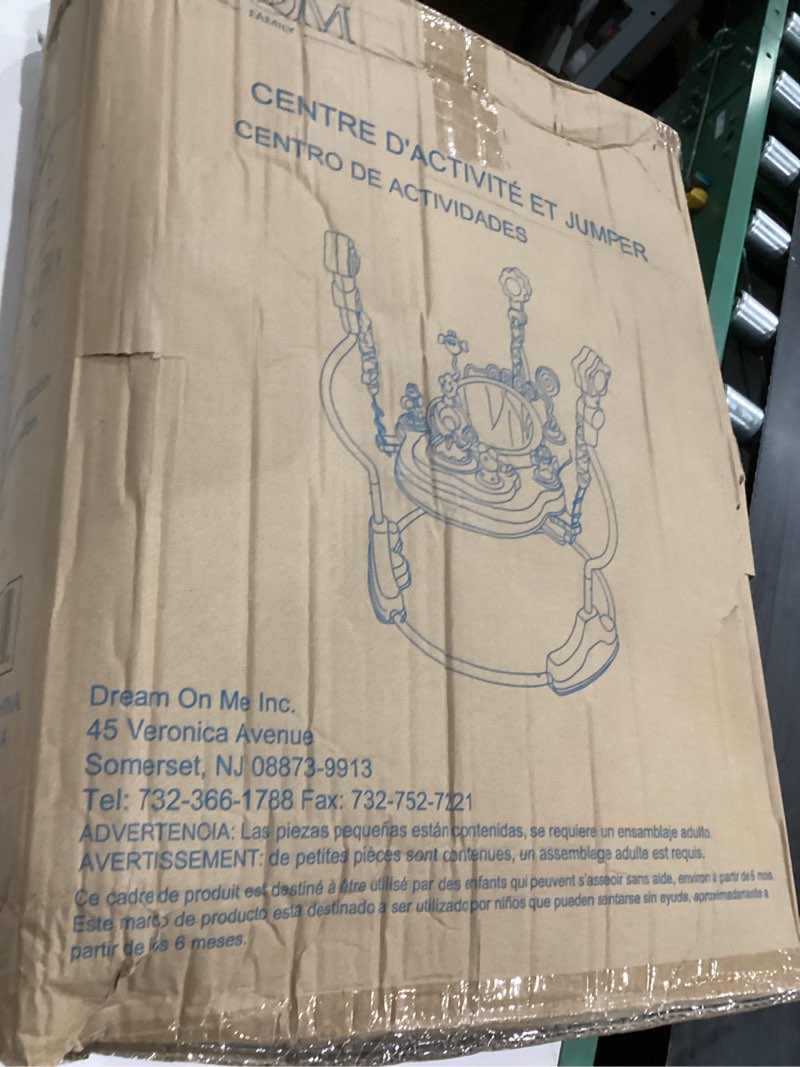 FAMILY
CENTRE D'ACTIVITÉ ET JUMPER
CENTRO DE ACTIVIDADES
Dream On Me Inc.
45 Veronica Avenue
Somerset, NJ 08873-9913
Tel: 732-366-1788 Fax: 732-752-7221
ADVERTENCIA: Las piezas pequeñas están contenidas, se requiere un ensamblaje adulto.
AVERTISSEMENT: de petites pièces sont contenues, un assemblage adulte est requis.
Ce cadre de produit est destiné à être utilisé par des enfants qui peuvent s'asseoir sans aide, environ à partir de 6 mois.
Este marco de producto está destinado a ser utilizado por niños que pueden santarse sin ayuda, aproximadamente a
partir de los 6 meses.